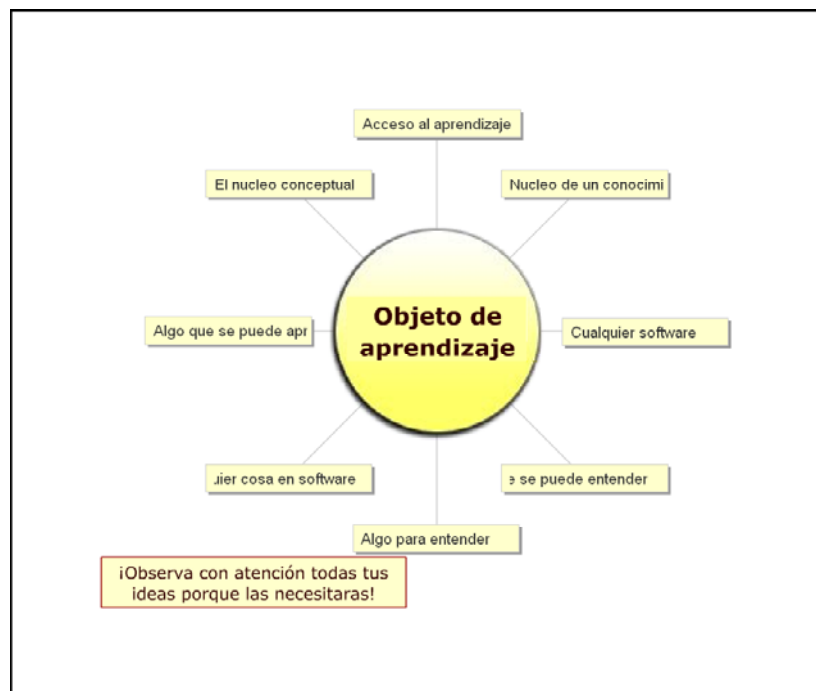 Acceso al aprendizaje
El nucleo conceptual
Nucleo de un conocimi
Objeto de
aprendizaje
Algo que se puede apr
Cualquier software
uier cosa en software
e se puede entender
Algo para entender
¡Observa con atención todas tus
ideas porque las necesitaras!